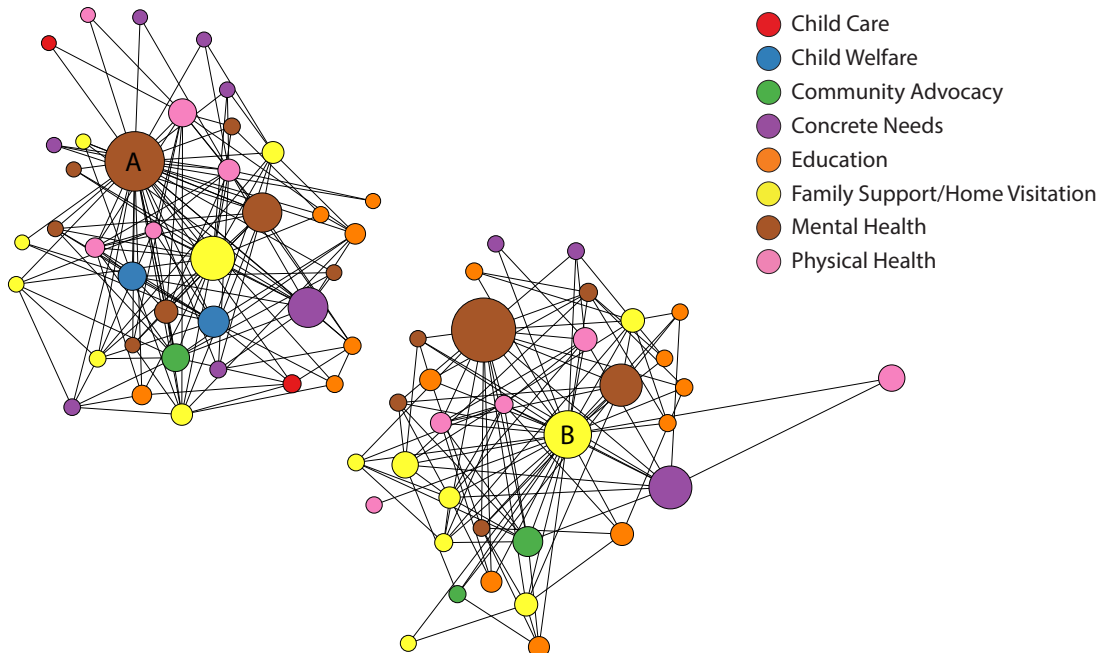 A
B
Child Care
Child Welfare
Community Advocacy
Concrete Needs
Education
Family Support/Home Visitation
Mental Health
Physical Health